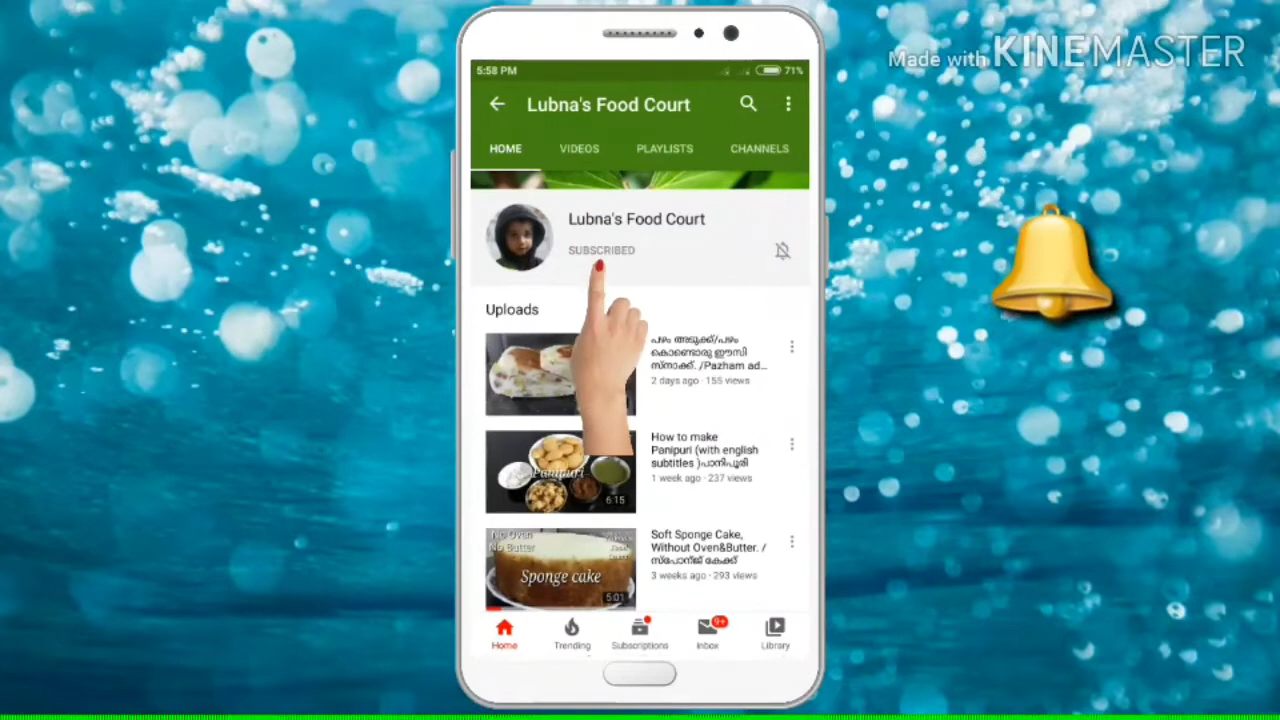 Made with KINEMASTER
5:58 PM
71%
Lubna's Food Court
HOME VIDEOS PLAYLISTS CHANNELS
Lubna's Food Court
SUBSCRIBED
Uploads
പഴം അടുക്ക്/പഴം
കൊണ്ടൊരു ഈസി
സ്നാക്ക്. /Pazham ad...
2 days ago · 155 views
Panipuri
6:15
How to make
Panipuri (with english
subtitles )പാനിപൂരി
1 week ago · 237 views
No Oven
No Butter
Sponge cake
5:01
Soft Sponge Cake,
Without Oven&Butter. /
സ്പോന്ജ് കേക്ക്
3 weeks ago · 293 views
9+
Home Trending Subscriptions Inbox Library